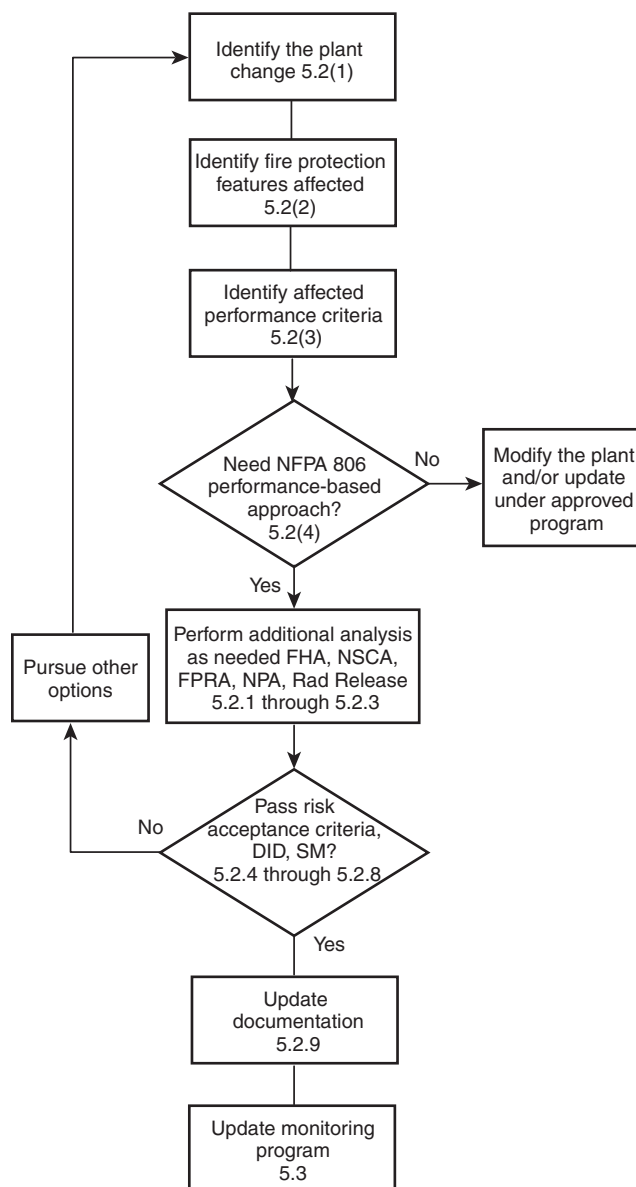 Identify the plant
change 5.2(1)
Identify fire protection
features affected
5.2(2)
Identify affected
performance criteria
5.2(3)
Need NFPA 806
performance-based
approach?
5.2(4)
No
Modify the plant
and/or update
under approved
program
Yes
Perform additional analysis
as needed FHA, NSCA,
FPRA, NPA, Rad Release
5.2.1 through 5.2.3
Pursue other
options
Pass risk
acceptance criteria,
DID, SM?
5.2.4 through 5.2.8
No
Yes
Update
documentation
5.2.9
Update monitoring
program
5.3